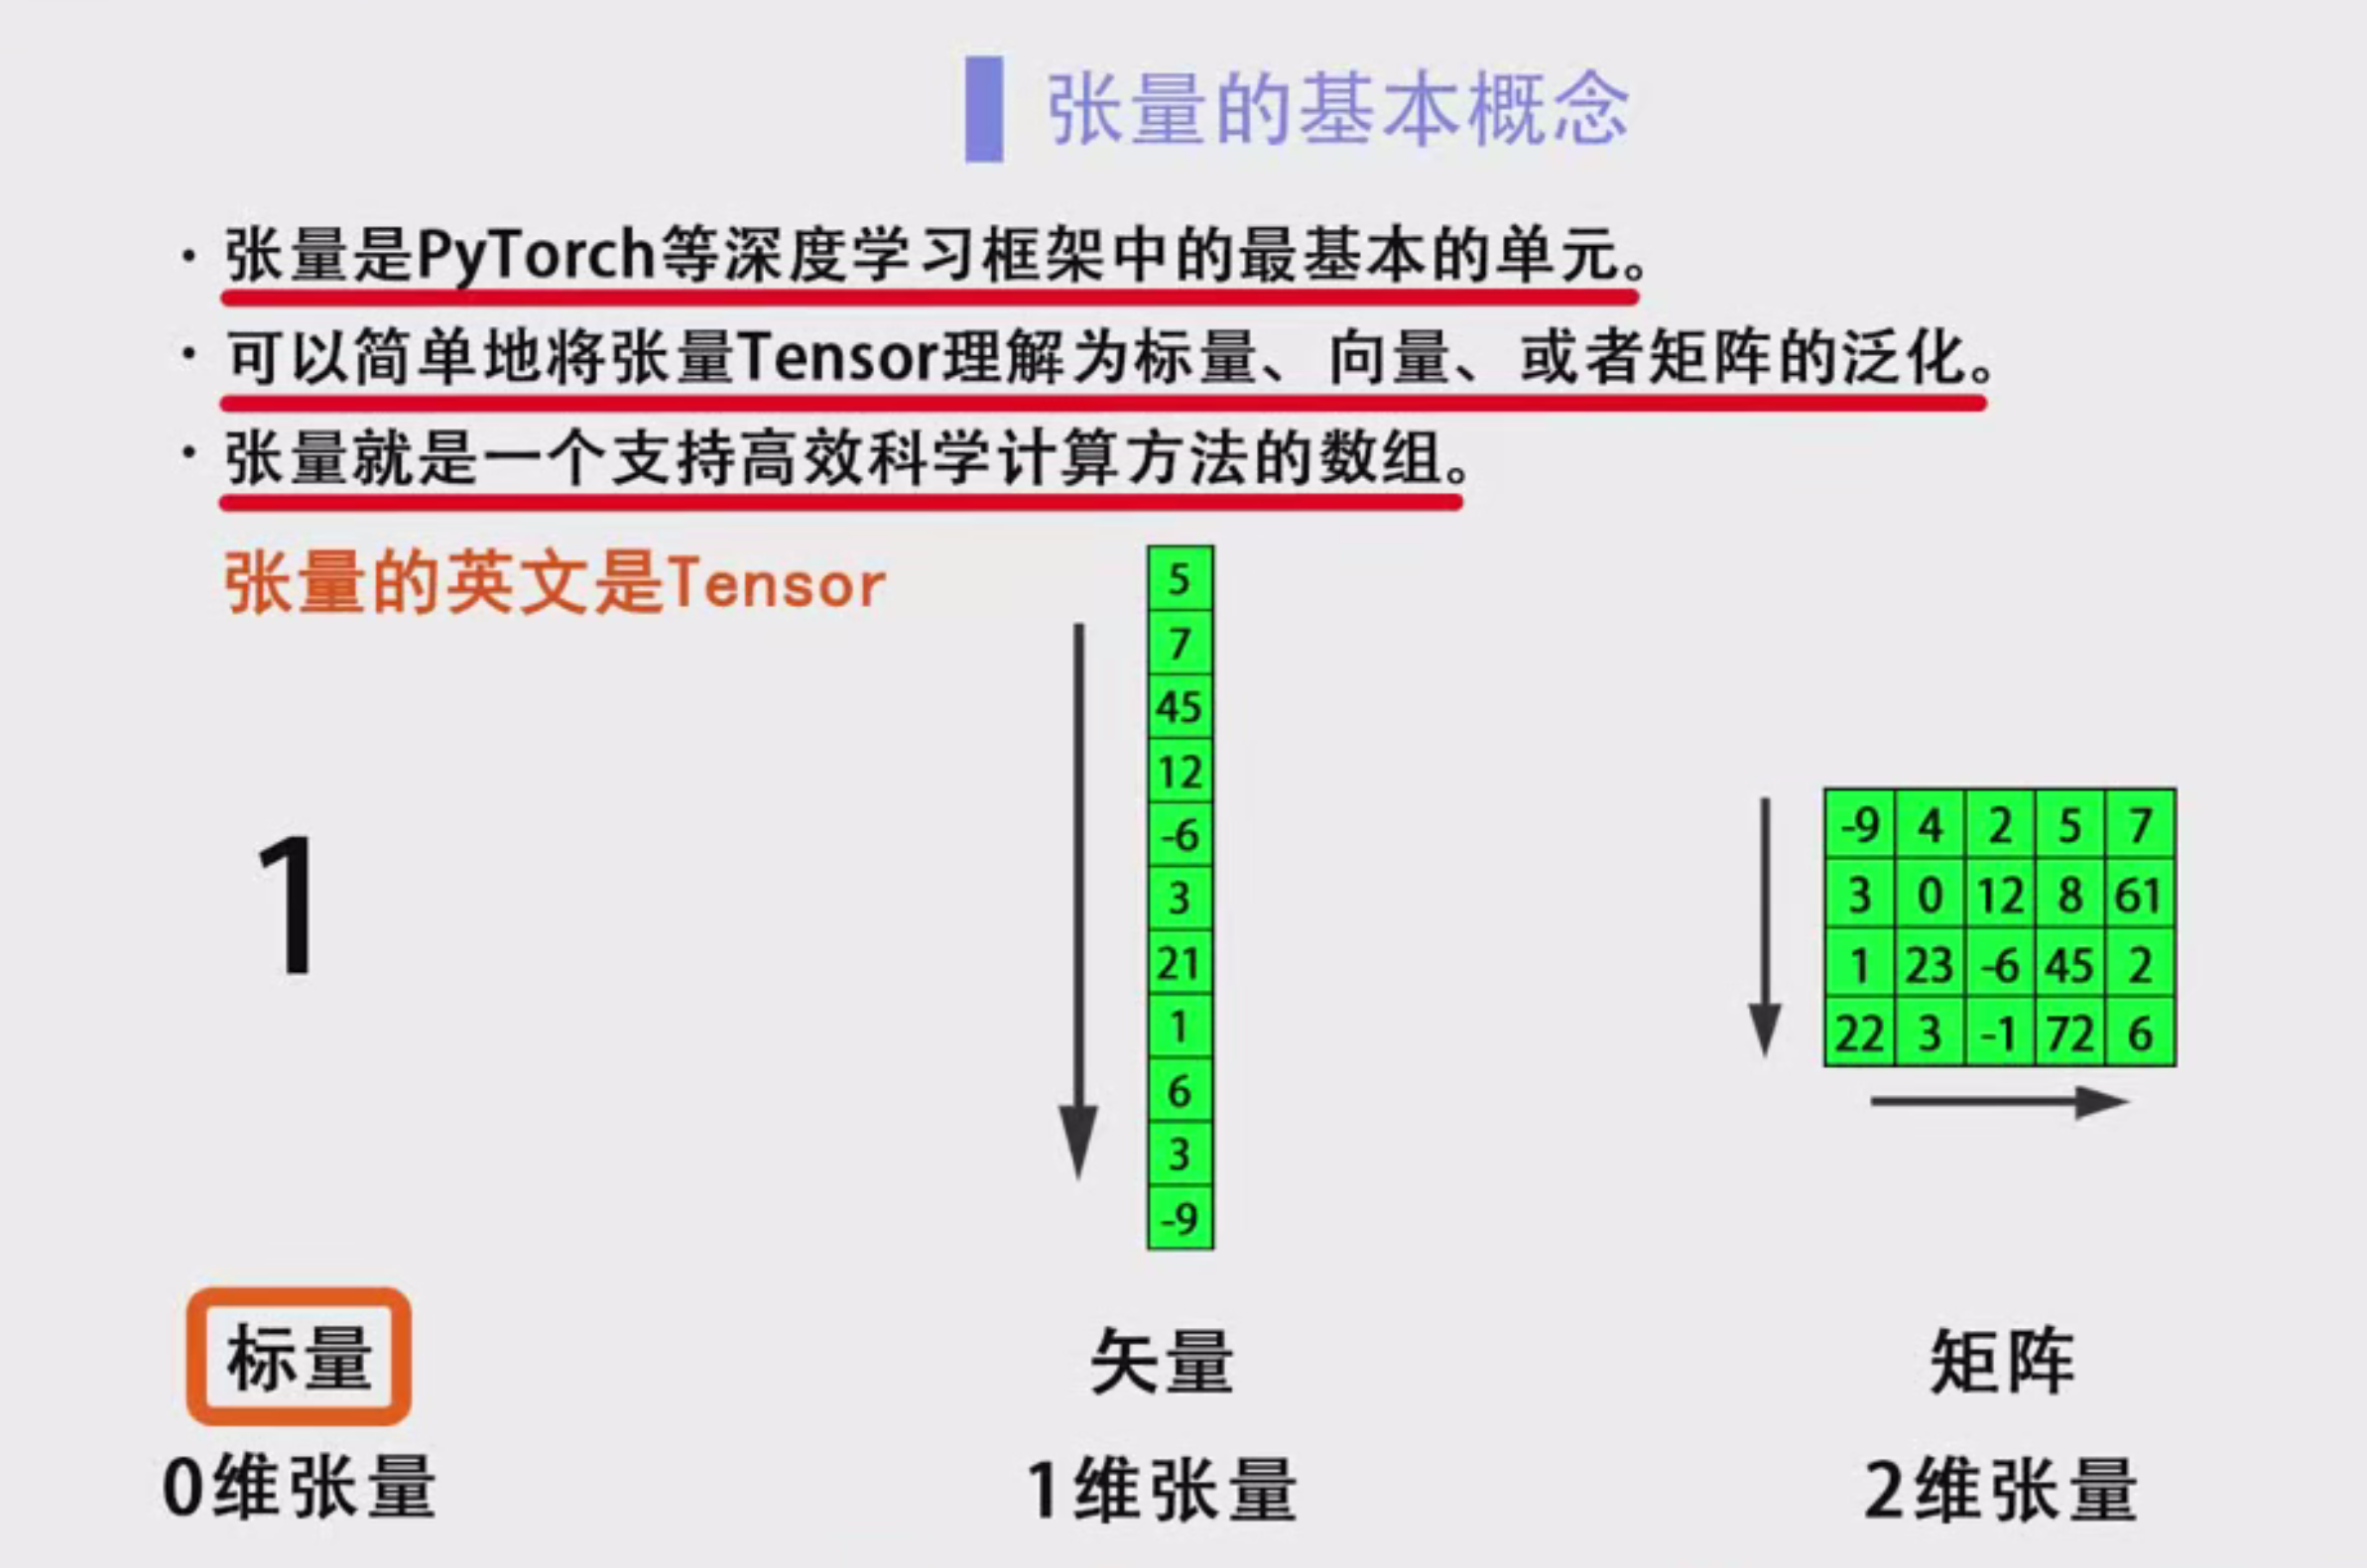 张量的基本概念
· 张量是PyTorch等深度学习框架中的最基本的单元。
· 可以简单地将张量Tensor理解为标量、向量、或者矩阵的泛化。
· 张量就是一个支持高效科学计算方法的数组。
张量的英文是Tensor
1
5
7
45
12
-6
3
21
1
6
3
-9
-9 4 2 5 7
3 0 12 8 61
1 23 -6 45 2
22 3 -1 72 6
标量 矢量 矩阵
0维张量 1维张量 2维张量